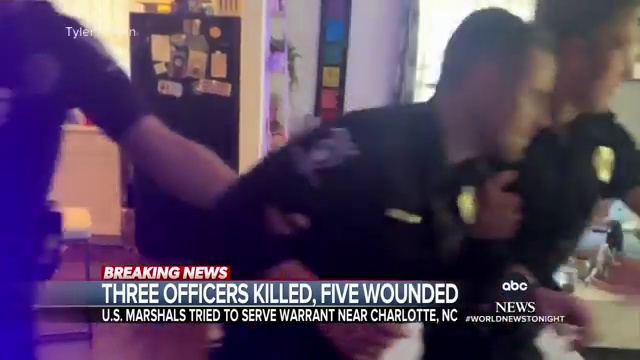 BREAKING NEWS
THREE OFFICERS KILLED, FIVE WOUNDED
U.S. MARSHALS TRIED TO SERVE WARRANT NEAR CHARLOTTE, NC
abc
NEWS
#WORLDNEWSTONIGHT